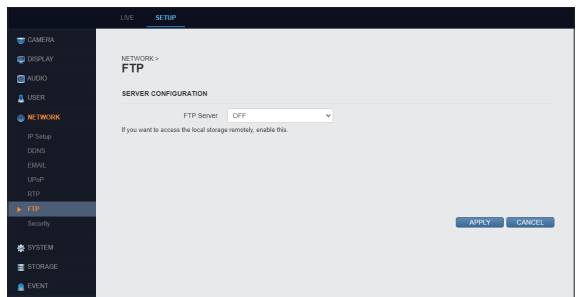 LIVE SETUP
CAMERA
DISPLAY
AUDIO
USER
NETWORK
IP Setup
DDNS
EMAIL
UPnP
RTP
FTP
Security
SYSTEM
STORAGE
EVENT
NETWORK >
FTP
SERVER CONFIGURATION
FTP Server OFF
If you want to access the local storage remotely, enable this.
APPLY CANCEL